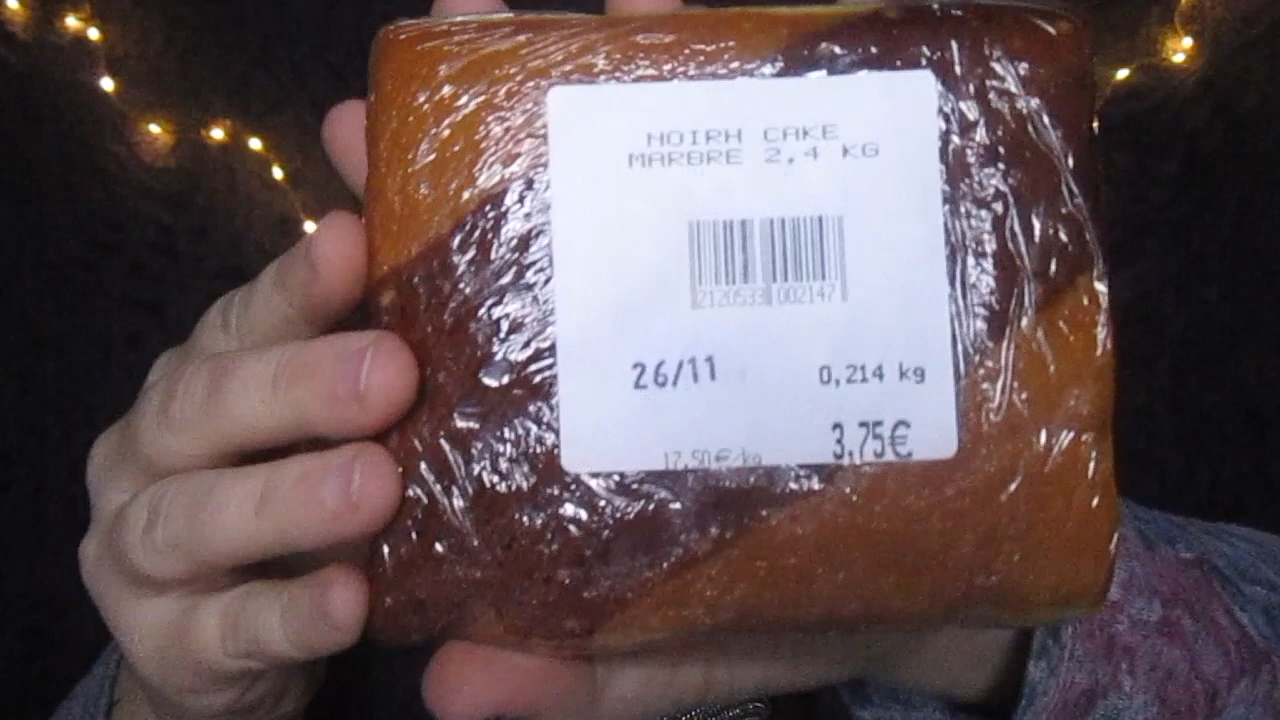 NOIRH CAKE
MARBRE 2,4 KG
2120533 002147
26/11
0,214 kg
17,50€/kg
3,75€